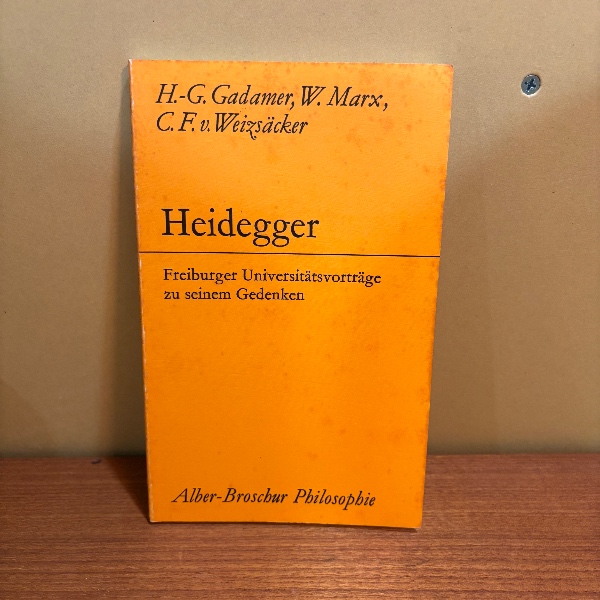 H.-G. Gadamer, W. Marx,
C. F. v. Weizsäcker
Heidegger
Freiburger Universitätsvorträge
zu seinem Gedenken
Alber-Broschur Philosophie